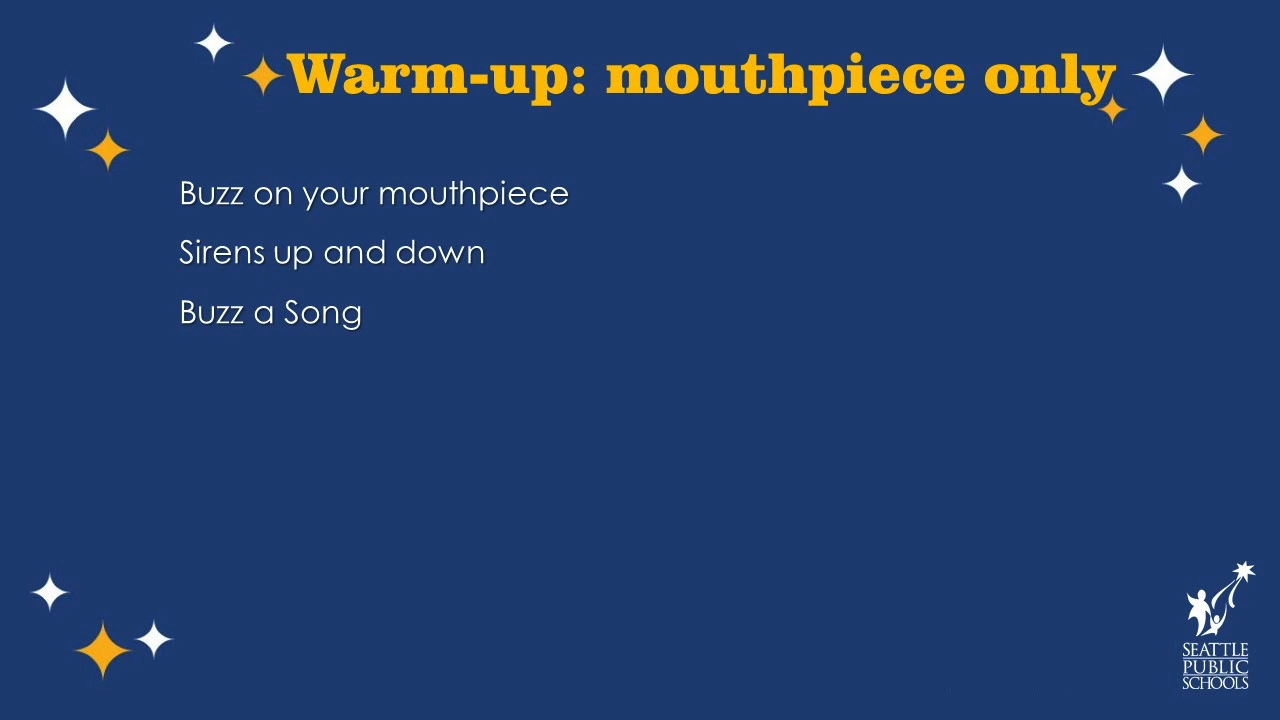 Warm-up: mouthpiece only
Buzz on your mouthpiece
Sirens up and down
Buzz a Song
SEATTLE
PUBLIC
SCHOOLS